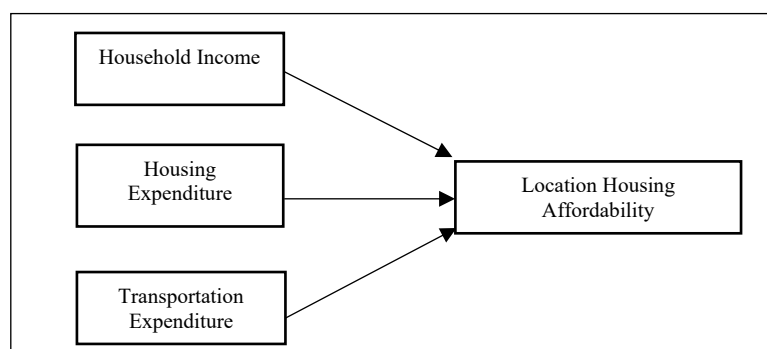 Household Income
Housing
Expenditure
Location Housing
Affordability
Transportation
Expenditure